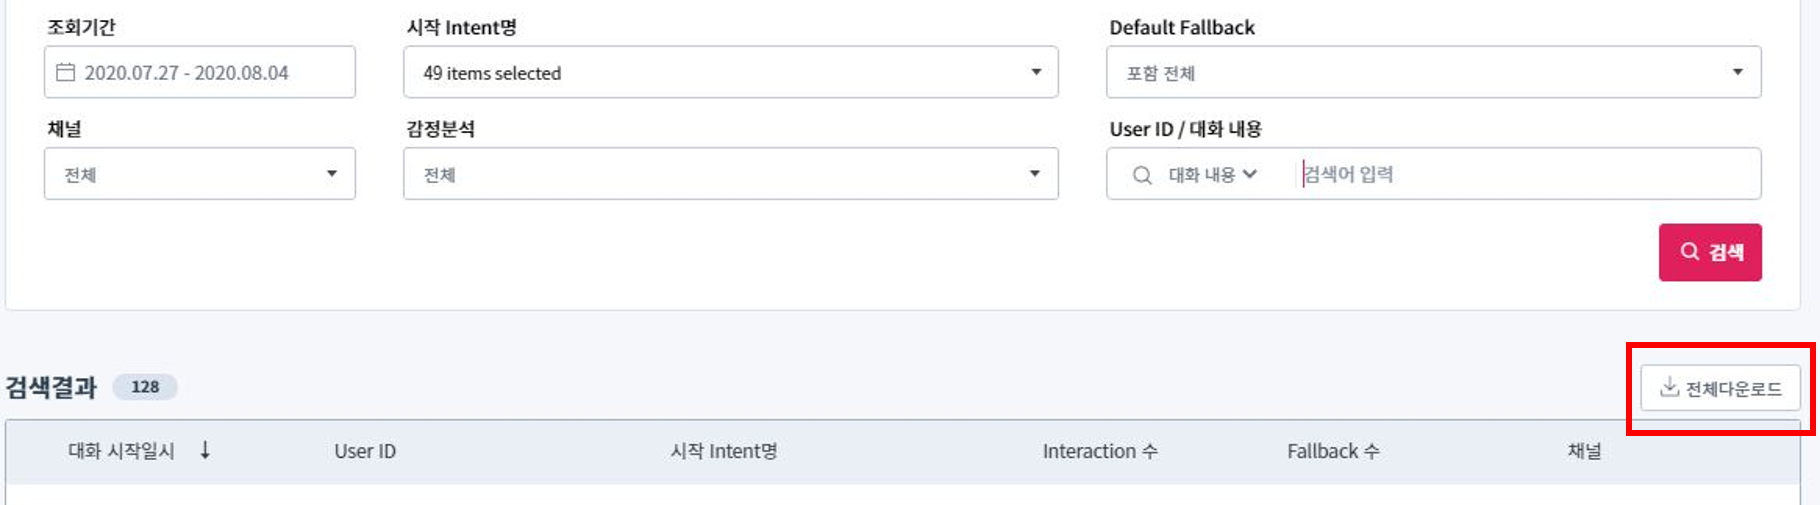 조회기간
시작 Intent명
Default Fallback
2020.07.27 - 2020.08.04
49 items selected
포함 전체
채널
감정분석
User ID / 대화 내용
전체
전체
대화 내용
검색어 입력
검색
검색결과 128
전체다운로드
대화 시작일시 ↓ User ID 시작 Intent명 Interaction 수 Fallback 수 채널